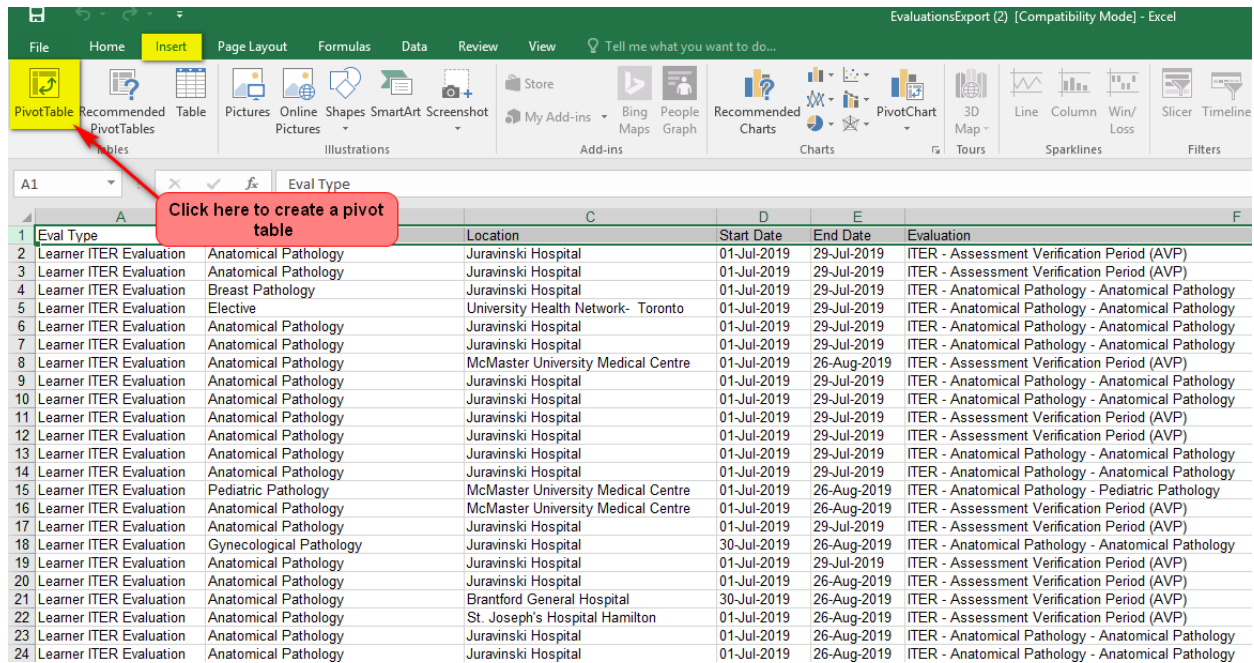 EvaluationsExport (2) [Compatibility Mode] - Excel
File Home Insert Page Layout Formulas Data Review View Tell me what you want to do...
PivotTable Recommended PivotTables Table Pictures Online Pictures Shapes SmartArt Screenshot Store My Add-ins Bing Maps People Graph Recommended Charts PivotChart 3D Map Line Column Win/Loss Slicer Timeline
Tables Illustrations Add-ins Charts Tours Sparklines Filters
A1 fx Eval Type
Click here to create a pivot
table
A C D E F
1 Eval Type Location Start Date End Date Evaluation
2 Learner ITER Evaluation Anatomical Pathology Juravinski Hospital 01-Jul-2019 29-Jul-2019 ITER - Assessment Verification Period (AVP)
3 Learner ITER Evaluation Anatomical Pathology Juravinski Hospital 01-Jul-2019 29-Jul-2019 ITER - Assessment Verification Period (AVP)
4 Learner ITER Evaluation Breast Pathology Juravinski Hospital 01-Jul-2019 29-Jul-2019 ITER - Anatomical Pathology - Anatomical Pathology
5 Learner ITER Evaluation Elective University Health Network- Toronto 01-Jul-2019 29-Jul-2019 ITER - Anatomical Pathology - Anatomical Pathology
6 Learner ITER Evaluation Anatomical Pathology Juravinski Hospital 01-Jul-2019 29-Jul-2019 ITER - Anatomical Pathology - Anatomical Pathology
7 Learner ITER Evaluation Anatomical Pathology Juravinski Hospital 01-Jul-2019 29-Jul-2019 ITER - Anatomical Pathology - Anatomical Pathology
8 Learner ITER Evaluation Anatomical Pathology McMaster University Medical Centre 01-Jul-2019 26-Aug-2019 ITER - Assessment Verification Period (AVP)
9 Learner ITER Evaluation Anatomical Pathology Juravinski Hospital 01-Jul-2019 29-Jul-2019 ITER - Anatomical Pathology - Anatomical Pathology
10 Learner ITER Evaluation Anatomical Pathology Juravinski Hospital 01-Jul-2019 29-Jul-2019 ITER - Anatomical Pathology - Anatomical Pathology
11 Learner ITER Evaluation Anatomical Pathology Juravinski Hospital 01-Jul-2019 29-Jul-2019 ITER - Assessment Verification Period (AVP)
12 Learner ITER Evaluation Anatomical Pathology Juravinski Hospital 01-Jul-2019 29-Jul-2019 ITER - Assessment Verification Period (AVP)
13 Learner ITER Evaluation Anatomical Pathology Juravinski Hospital 01-Jul-2019 29-Jul-2019 ITER - Anatomical Pathology - Anatomical Pathology
14 Learner ITER Evaluation Anatomical Pathology Juravinski Hospital 01-Jul-2019 29-Jul-2019 ITER - Anatomical Pathology - Anatomical Pathology
15 Learner ITER Evaluation Pediatric Pathology McMaster University Medical Centre 01-Jul-2019 26-Aug-2019 ITER - Anatomical Pathology - Pediatric Pathology
16 Learner ITER Evaluation Anatomical Pathology McMaster University Medical Centre 01-Jul-2019 26-Aug-2019 ITER - Assessment Verification Period (AVP)
17 Learner ITER Evaluation Anatomical Pathology Juravinski Hospital 01-Jul-2019 29-Jul-2019 ITER - Assessment Verification Period (AVP)
18 Learner ITER Evaluation Gynecological Pathology Juravinski Hospital 30-Jul-2019 26-Aug-2019 ITER - Anatomical Pathology - Anatomical Pathology
19 Learner ITER Evaluation Anatomical Pathology Juravinski Hospital 01-Jul-2019 29-Jul-2019 ITER - Assessment Verification Period (AVP)
20 Learner ITER Evaluation Anatomical Pathology Juravinski Hospital 01-Jul-2019 26-Aug-2019 ITER - Assessment Verification Period (AVP)
21 Learner ITER Evaluation Anatomical Pathology Brantford General Hospital 30-Jul-2019 26-Aug-2019 ITER - Assessment Verification Period (AVP)
22 Learner ITER Evaluation Anatomical Pathology St. Joseph's Hospital Hamilton 01-Jul-2019 26-Aug-2019 ITER - Assessment Verification Period (AVP)
23 Learner ITER Evaluation Anatomical Pathology Juravinski Hospital 01-Jul-2019 26-Aug-2019 ITER - Anatomical Pathology - Anatomical Pathology
24 Learner ITER Evaluation Anatomical Pathology Juravinski Hospital 01-Jul-2019 26-Aug-2019 ITER - Anatomical Pathology - Anatomical Pathology